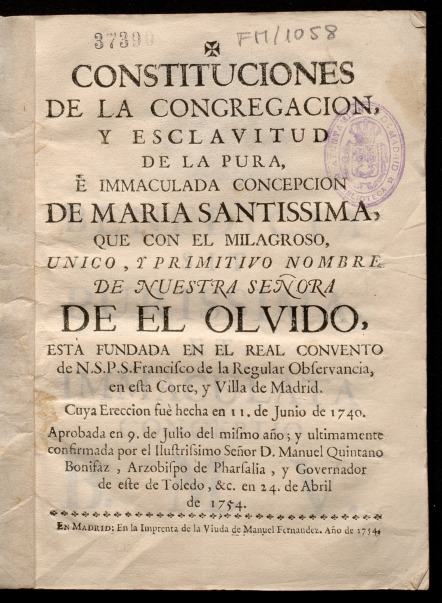 37390 FM/1058
✠
CONSTITUCIONES
DE LA CONGREGACION,
Y ESCLAVITUD
DE LA PURA,
È IMMACULADA CONCEPCION
DE MARIA SANTISSIMA,
QUE CON EL MILAGROSO,
UNICO, Y PRIMITIVO NOMBRE
DE NUESTRA SEÑORA
DE EL OLVIDO,
ESTÀ FUNDADA EN EL REAL CONVENTO
de N.S.P.S. Francisco de la Regular Observancia,
en esta Corte, y Villa de Madrid.
Cuya Ereccion fuè hecha en 11. de Junio de 1740.
Aprobada en 9. de Julio del mismo año; y ultimamente
confirmada por el Ilustrissimo Señor D. Manuel Quintano
Bonifaz, Arzobispo de Pharsalia, y Governador
de este de Toledo, &c. en 24. de Abril
de 1754.
EN MADRID: En la Imprenta de la Viuda de Manuel Fernandez. Año de 1754.